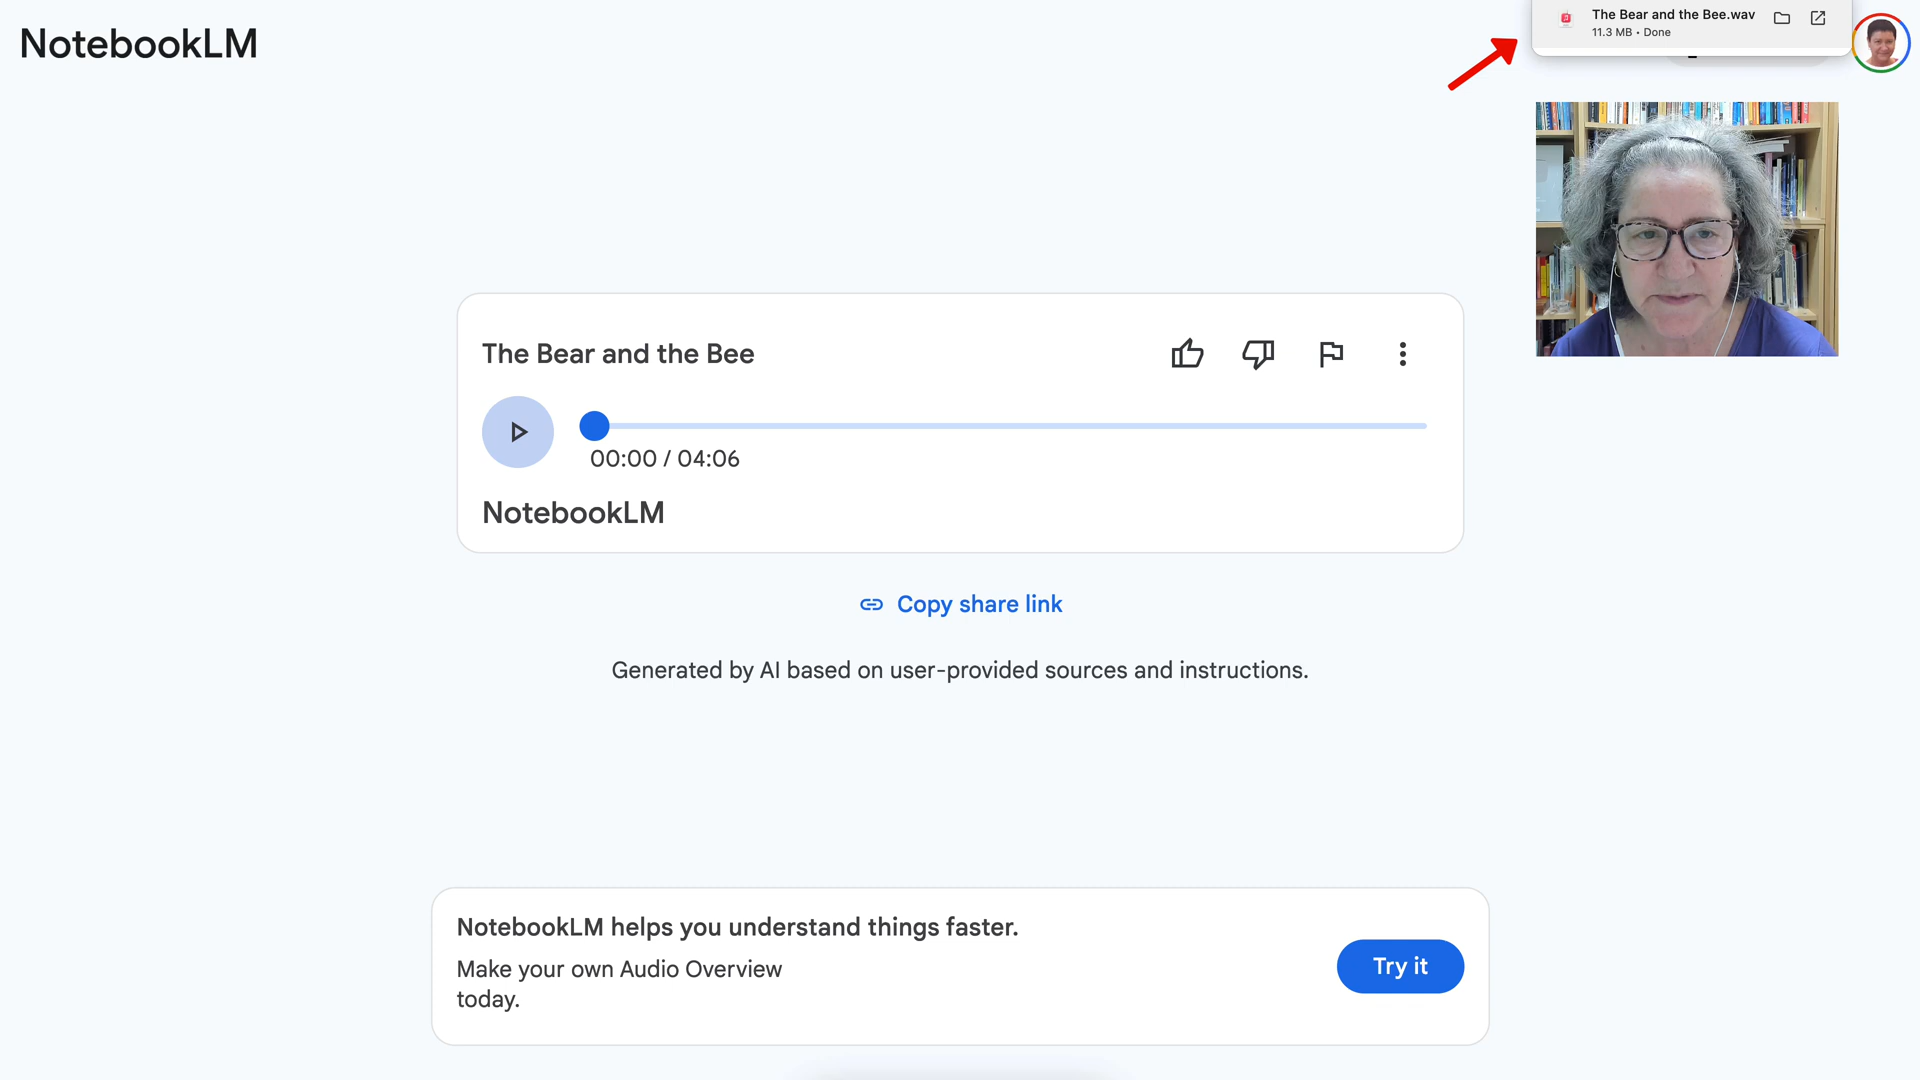 NotebookLM
The Bear and the Bee.wav
11.3 MB • Done
The Bear and the Bee
00:00 / 04:06
NotebookLM
Copy share link
Generated by AI based on user-provided sources and instructions.
NotebookLM helps you understand things faster.
Make your own Audio Overview
today.
Try it